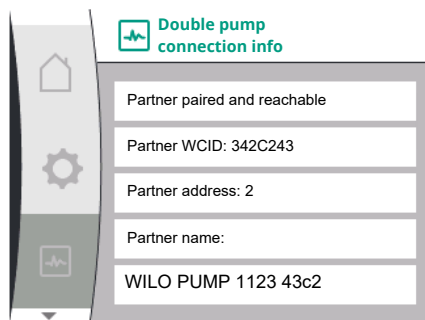 Double pump
connection info
Partner paired and reachable
Partner WCID: 342C243
Partner address: 2
Partner name:
WILO PUMP 1123 43c2